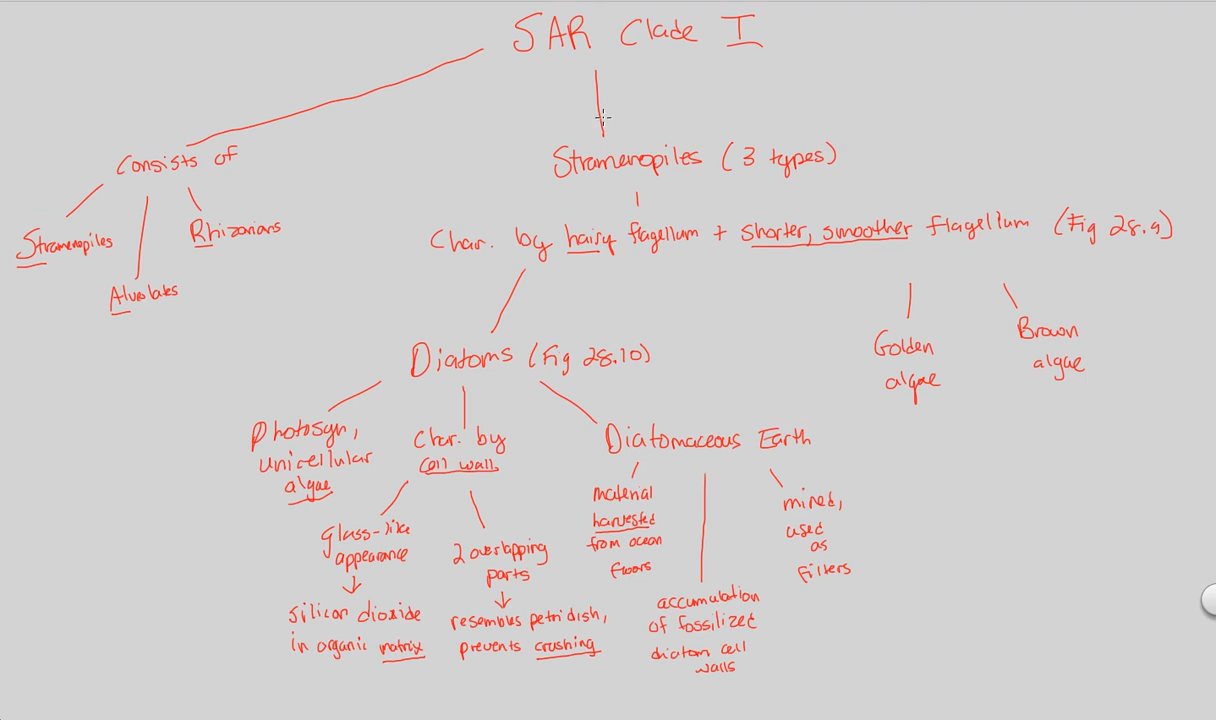 SAR Clade I
Consists of
Stramenopiles
Alveolates
Rhizarians
Stramenopiles (3 types)
Char. by hairy flagellum + shorter, smoother flagellum (Fig 28.9)
Diatoms (Fig 28.10)
Golden
algae
Brown
algae
Photosyn,
unicellular
algae
Char. by
cell wall
glass-like
appearance
silicon dioxide
in organic matrix
2 overlapping
parts
resembles petri dish,
prevents crushing
Diatomaceous Earth
material
harvested
from ocean
floors
accumulation
of fossilized
diatom cell
walls
mined,
used
as
filters